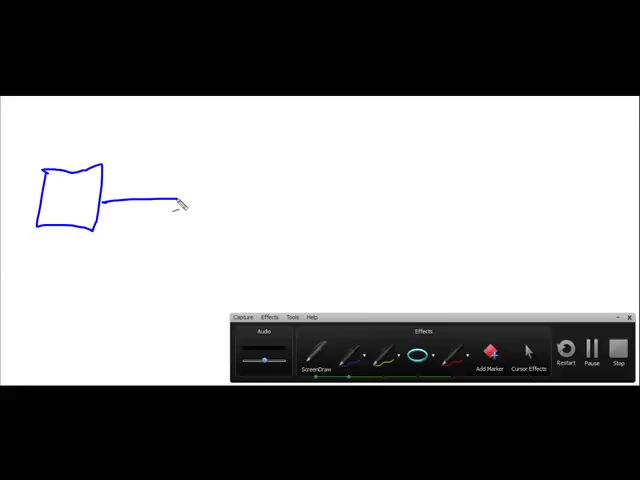 Capture Effects Tools Help
Audio
Effects
ScreenDraw
Add Marker
Cursor Effects
Restart
Pause
Stop